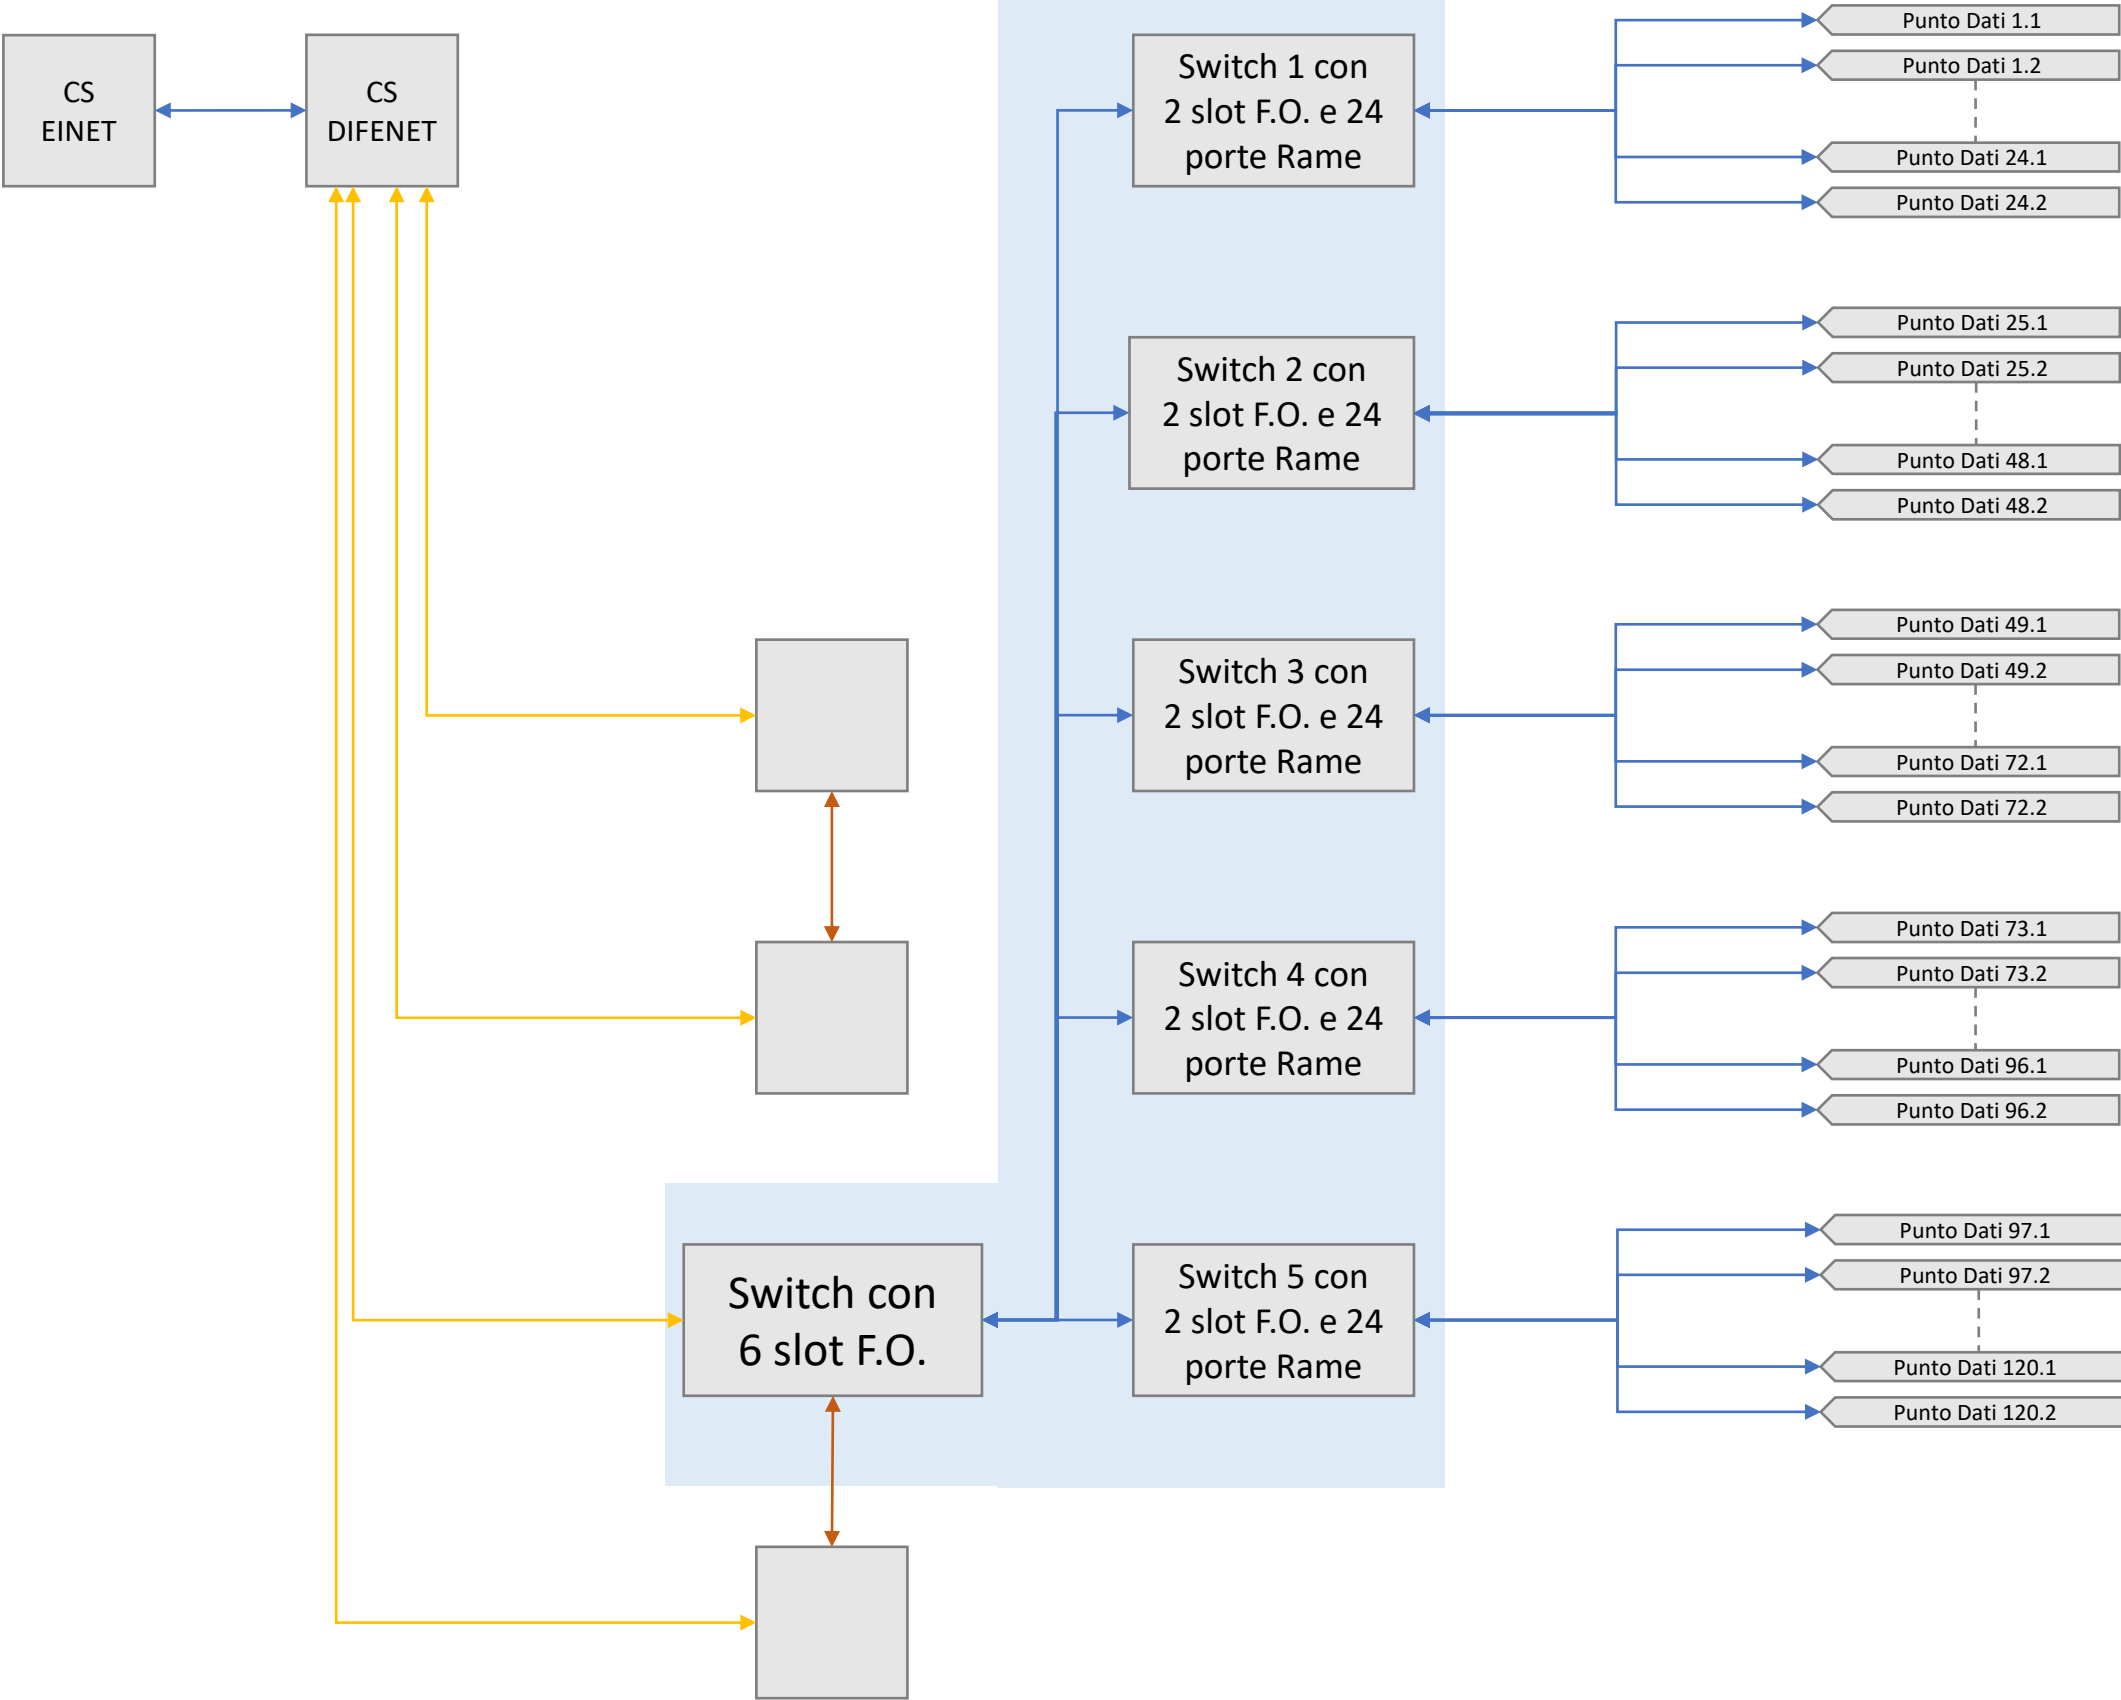 CS
EINET
CS
DIFENET
Switch 1 con
2 slot F.O. e 24
porte Rame
Punto Dati 1.1
Punto Dati 1.2
Punto Dati 24.1
Punto Dati 24.2
Switch 2 con
2 slot F.O. e 24
porte Rame
Punto Dati 25.1
Punto Dati 25.2
Punto Dati 48.1
Punto Dati 48.2
Switch 3 con
2 slot F.O. e 24
porte Rame
Punto Dati 49.1
Punto Dati 49.2
Punto Dati 72.1
Punto Dati 72.2
Switch 4 con
2 slot F.O. e 24
porte Rame
Punto Dati 73.1
Punto Dati 73.2
Punto Dati 96.1
Punto Dati 96.2
Switch con
6 slot F.O.
Switch 5 con
2 slot F.O. e 24
porte Rame
Punto Dati 97.1
Punto Dati 97.2
Punto Dati 120.1
Punto Dati 120.2